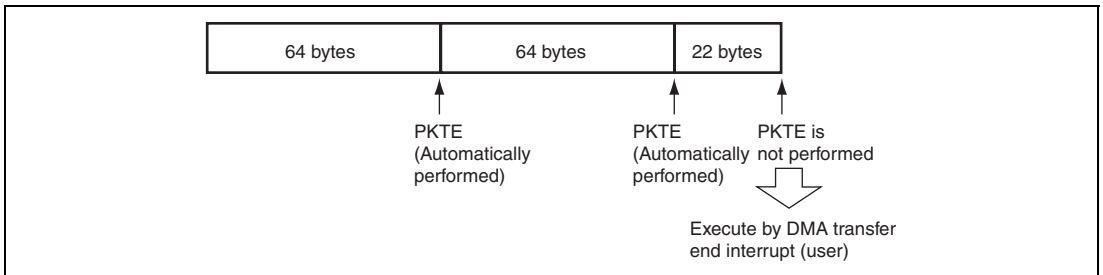 64 bytes
64 bytes
22 bytes
PKTE
(Automatically
performed)
PKTE
(Automatically
performed)
PKTE is
not performed
Execute by DMA transfer
end interrupt (user)